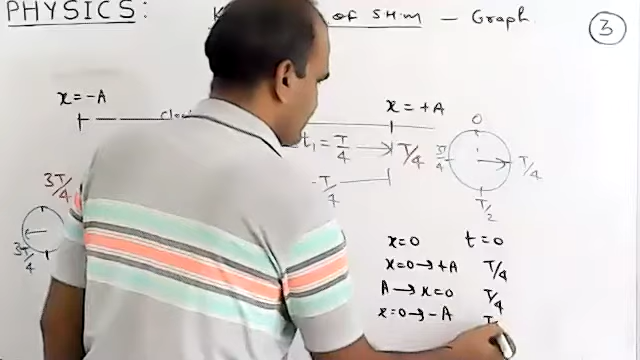 PHYSICS: of SHM - Graph
3
x = -A
x = +A
0
t₁ = T/4
T/4
3T/4
T/4
T/2
3T/4
3T/4
T/4
x=0 t=0
x=0→+A T/4
A→x=0 T/4
x=0→-A